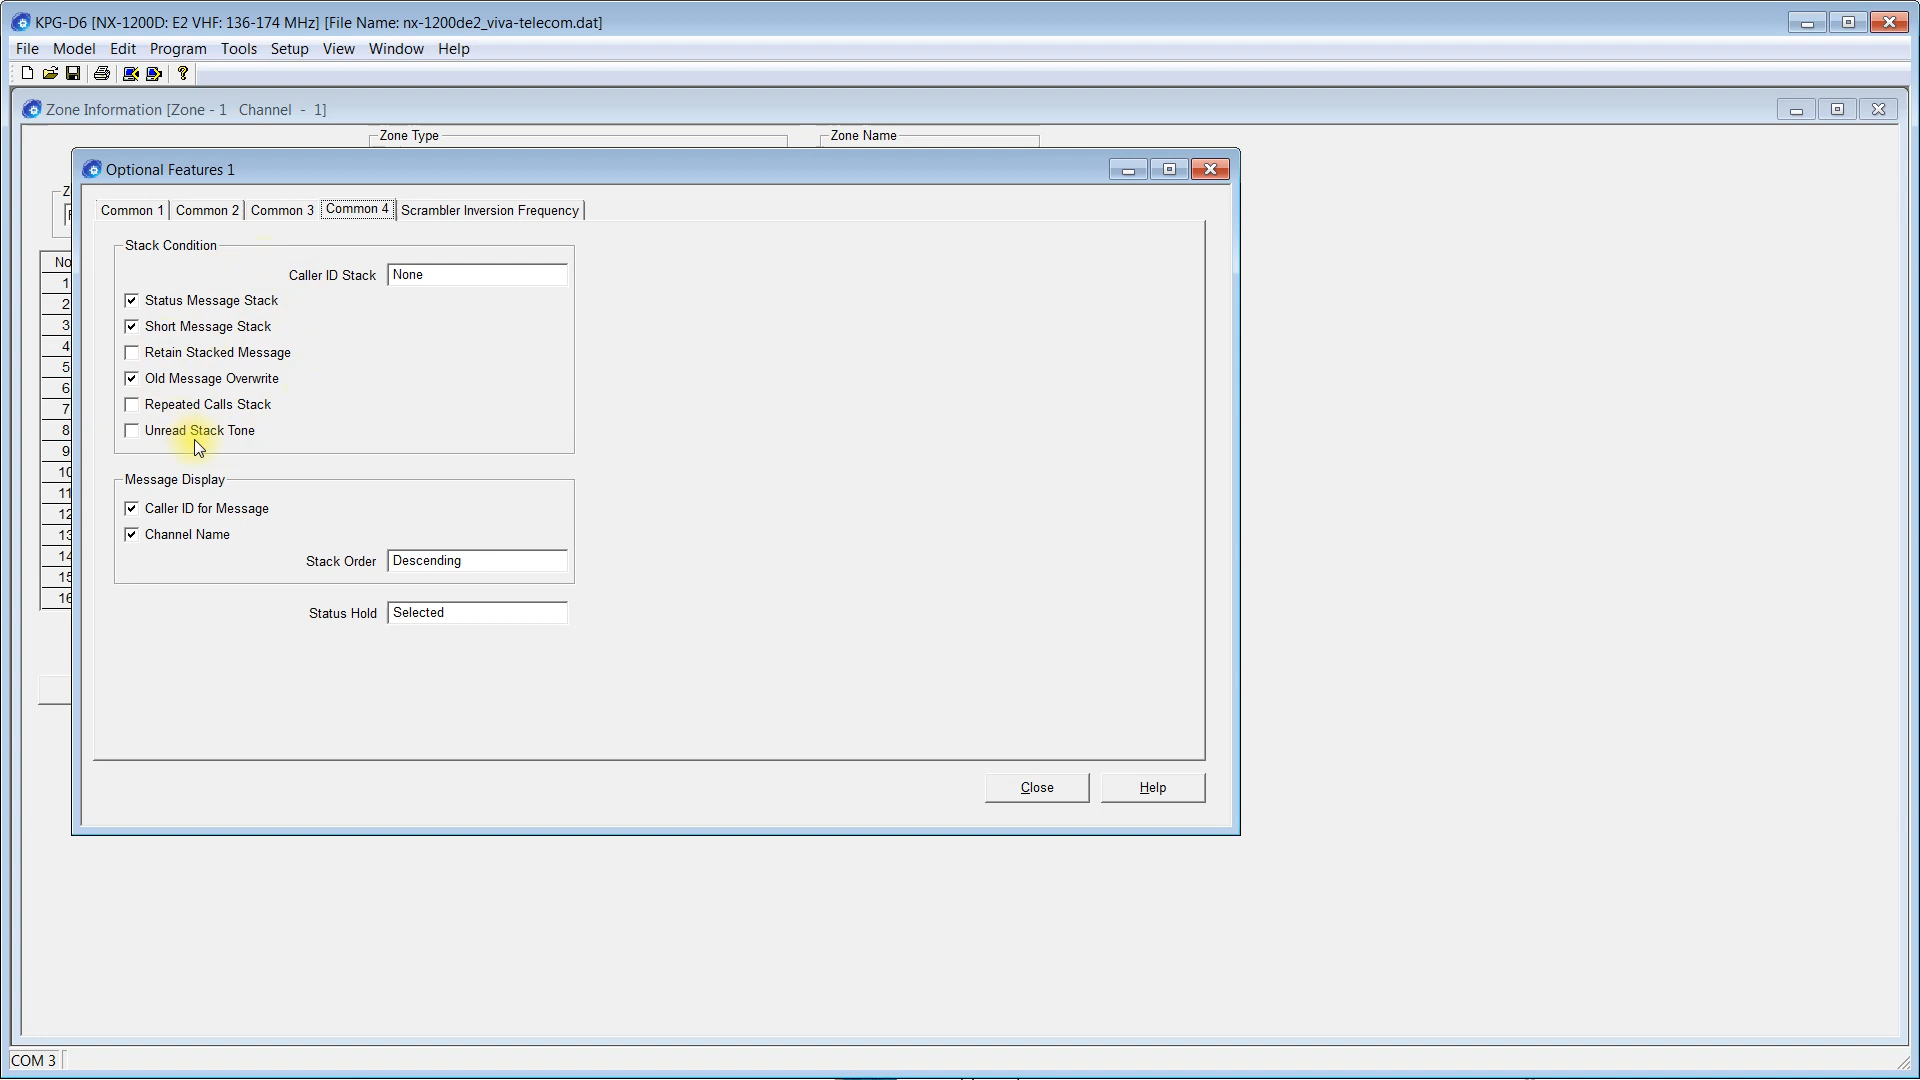 KPG-D6 [NX-1200D: E2 VHF: 136-174 MHz] [File Name: nx-1200de2_viva-telecom.dat]
File Model Edit Program Tools Setup View Window Help
Zone Information [Zone - 1 Channel - 1]
Zone Type Zone Name
Optional Features 1
Common 1 Common 2 Common 3 Common 4 Scrambler Inversion Frequency
Stack Condition
Caller ID Stack None
Status Message Stack
Short Message Stack
Retain Stacked Message
Old Message Overwrite
Repeated Calls Stack
Unread Stack Tone
Message Display
Caller ID for Message
Channel Name
Stack Order Descending
Status Hold Selected
Close Help
No
1
2
3
4
5
6
7
8
9
10
11
12
13
14
15
16
COM 3